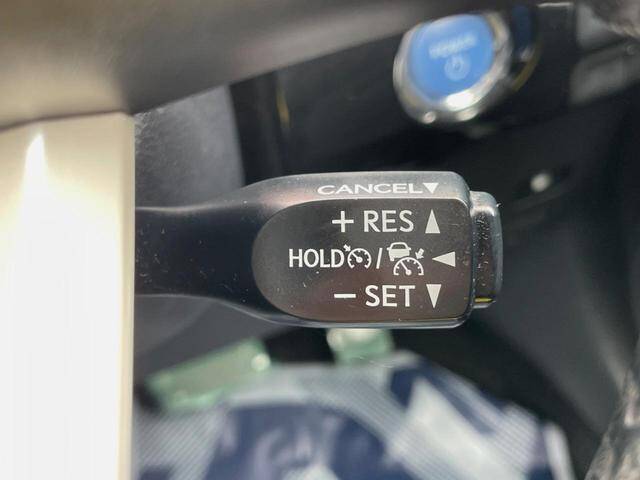 CANCEL▼
+ RES ▲
HOLD / ◄
− SET ▼